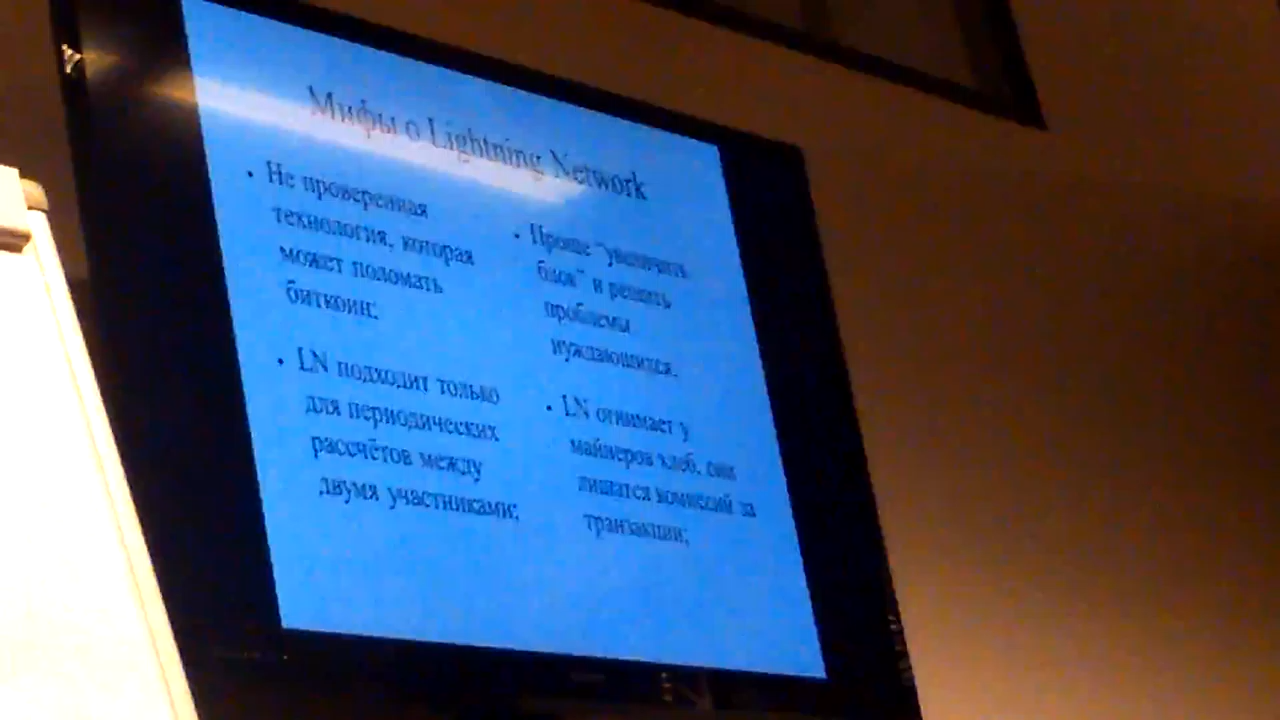 Мифы о Lightning Network
• Не проверенная
технология, которая
может поломать
биткоин;
• LN подходит только
для периодических
рассчётов между
двумя участниками;
• Проще "увеличить
блок" и решить
проблемы
нуждающихся.
• LN отнимает у
майнеров хлеб, они
лишатся комиссий за
транзакции;